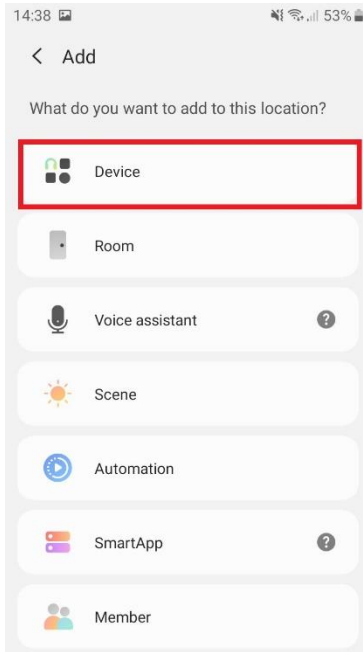 14:38 53%
Add
What do you want to add to this location?
Device
Room
Voice assistant ?
Scene
Automation
SmartApp ?
Member